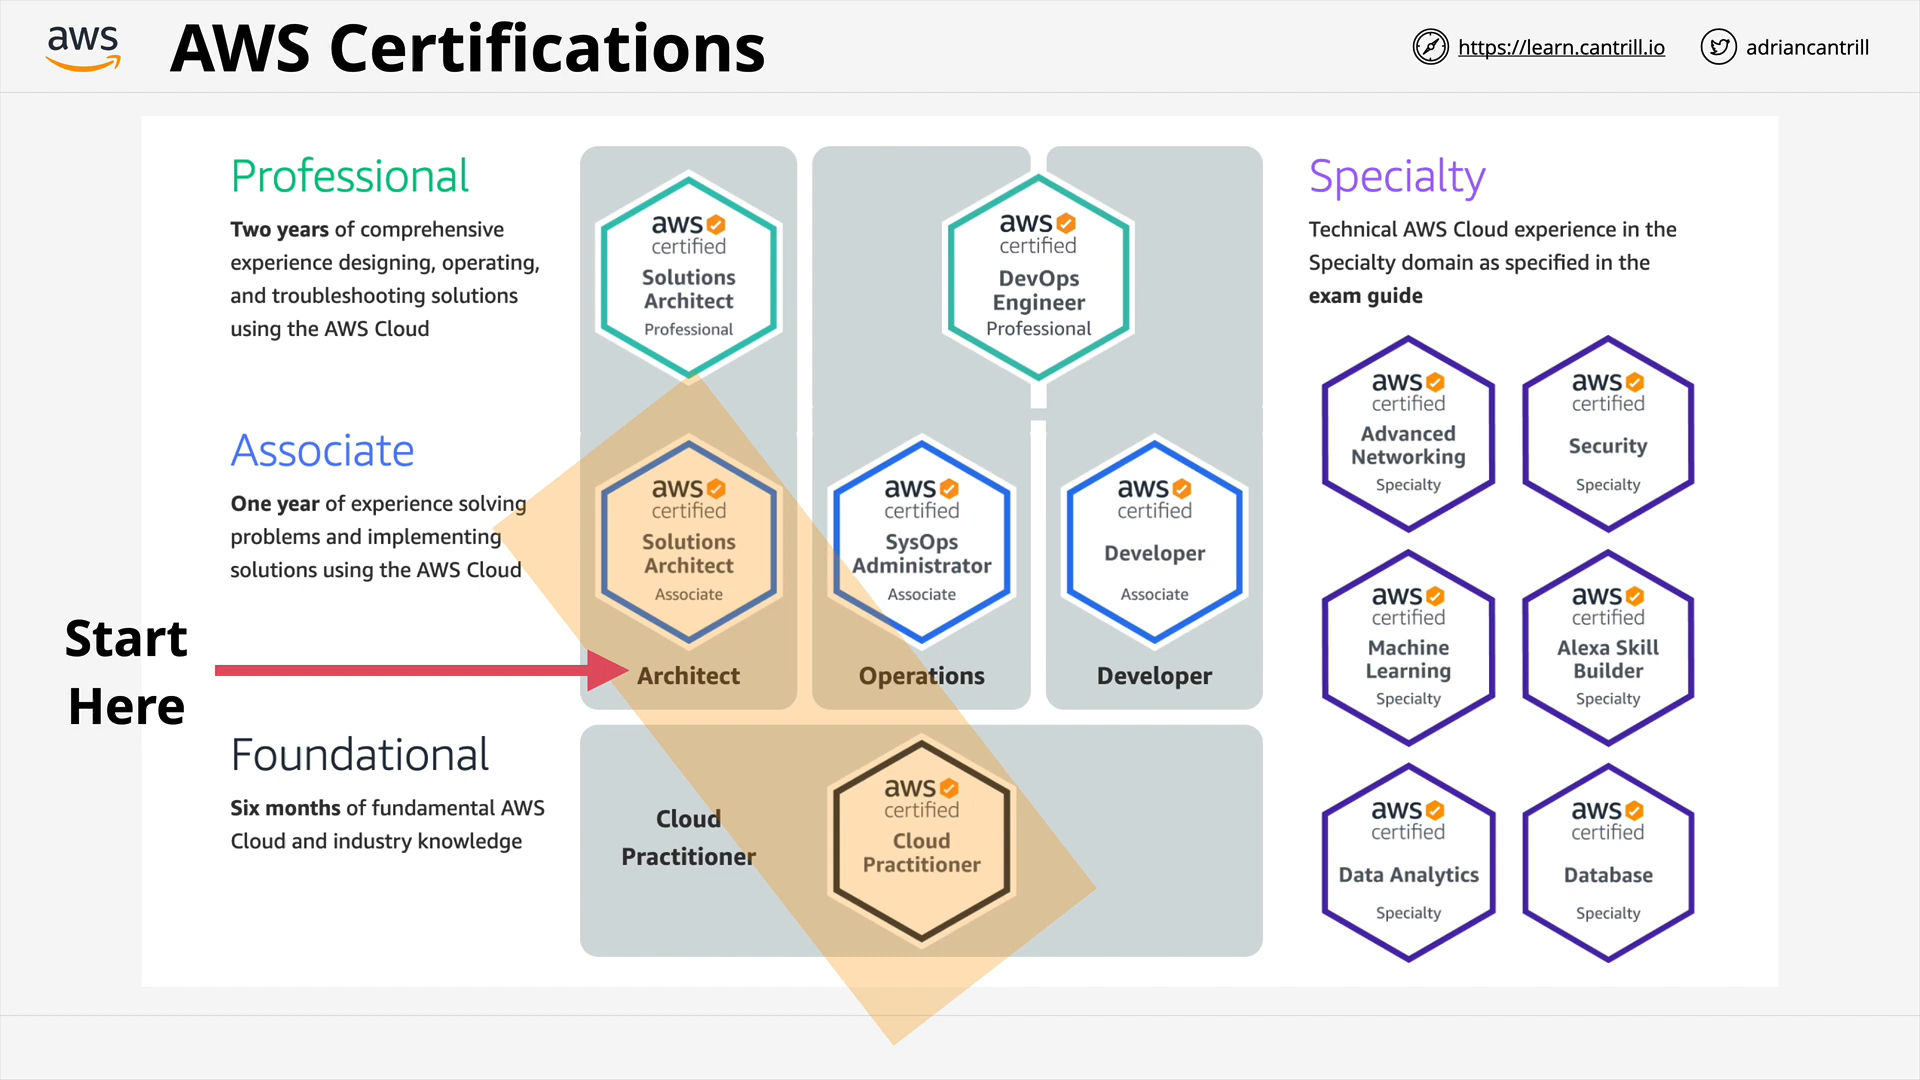 aws
AWS Certifications
https://learn.cantrill.io
adriancantrill
Professional
Two years of comprehensive
experience designing, operating,
and troubleshooting solutions
using the AWS Cloud
aws
certified
Solutions
Architect
Professional
aws
certified
DevOps
Engineer
Professional
Associate
One year of experience solving
problems and implementing
solutions using the AWS Cloud
aws
certified
Solutions
Architect
Associate
Architect
aws
certified
SysOps
Administrator
Associate
Operations
aws
certified
Developer
Associate
Developer
Start
Here
Foundational
Six months of fundamental AWS
Cloud and industry knowledge
Cloud
Practitioner
aws
certified
Cloud
Practitioner
Specialty
Technical AWS Cloud experience in the
Specialty domain as specified in the
exam guide
aws
certified
Advanced
Networking
Specialty
aws
certified
Security
Specialty
aws
certified
Machine
Learning
Specialty
aws
certified
Alexa Skill
Builder
Specialty
aws
certified
Data Analytics
Specialty
aws
certified
Database
Specialty